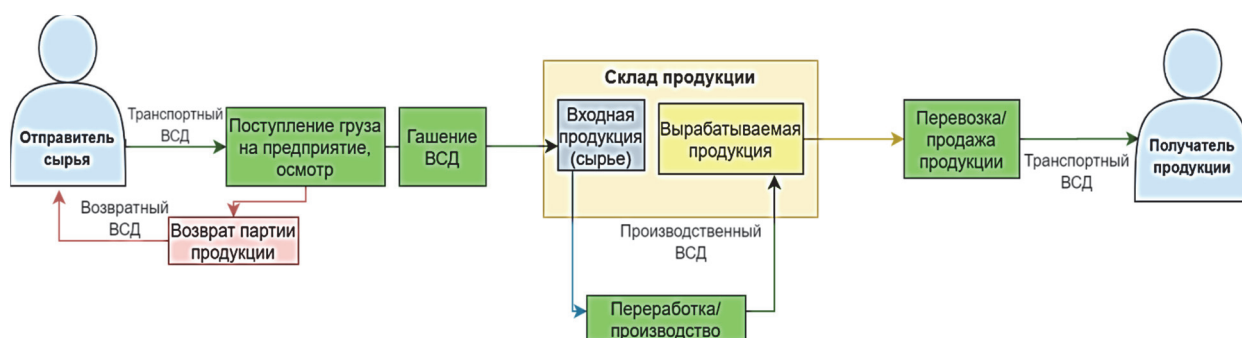 Отправитель
сырья
Транспортный
ВСД
Поступление груза
на предприятие,
осмотр
Гашение
ВСД
Возвратный
ВСД
Возврат партии
продукции
Склад продукции
Входная
продукция
(сырье)
Вырабатываемая
продукция
Производственный
ВСД
Переработка/
производство
Перевозка/
продажа
продукции
Транспортный
ВСД
Получатель
продукции